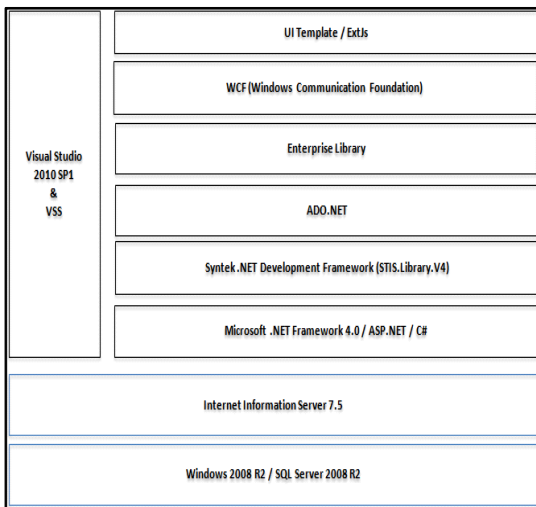 UI Template / ExtJs
WCF (Windows Communication Foundation)
Enterprise Library
Visual Studio
2010 SP1
&
VSS
ADO.NET
Syntek .NET Development Framework (STIS.Library.V4)
Microsoft .NET Framework 4.0 / ASP.NET / C#
Internet Information Server 7.5
Windows 2008 R2 / SQL Server 2008 R2